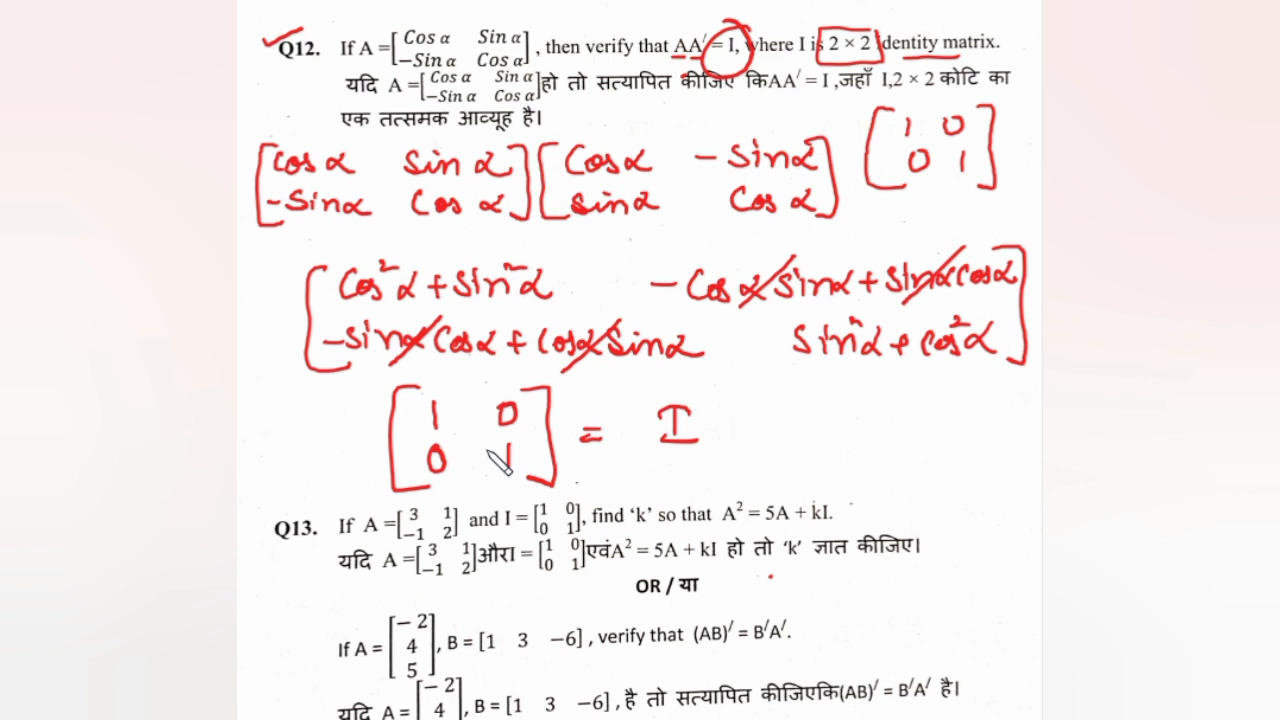 Q12. If A = [Cos α Sin α −Sin α Cos α], then verify that AA′ = I, where I is 2 × 2 identity matrix.
यदि A = [Cos α Sin α −Sin α Cos α] हो तो सत्यापित कीजिए कि AA′ = I ,जहाँ I,2 × 2 कोटि का
एक तत्समक आव्यूह है।
[1 0
0 1]
[Cos α Sin α] [Cos α − Sin α]
[-Sin α Cos α] [Sin α Cos α]
[Cos²α + Sin²α − Cos α Sin α + Sin α Cos α]
[-Sin α Cos α + Cos α Sin α Sin²α + Cos²α]
[1 0
0 1] = I
Q13. If A = [3 1 −1 2] and I = [1 0 0 1], find ‘k’ so that A² = 5A + kI.
यदि A = [3 1 −1 2] औरI = [1 0 0 1] एवंA² = 5A + kI हो तो ‘k’ ज्ञात कीजिए।
OR / या
If A = [− 2 4 5], B = [1 3 −6] , verify that (AB)′ = B′A′.
यदि A = [− 2 4 , B = [1 3 −6] , है तो सत्यापित कीजिएकि(AB)′ = B′A′ है।